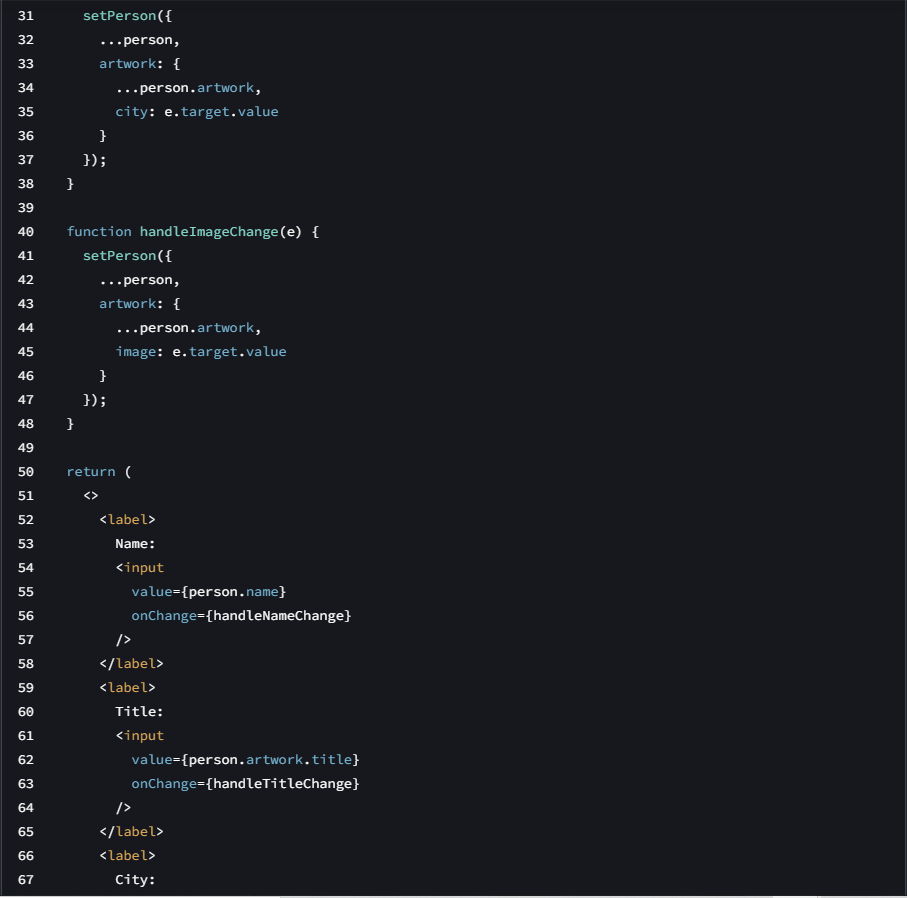 31 setPerson({
32 ...person,
33 artwork: {
34 ...person.artwork,
35 city: e.target.value
36 }
37 });
38 }
39
40 function handleImageChange(e) {
41 setPerson({
42 ...person,
43 artwork: {
44 ...person.artwork,
45 image: e.target.value
46 }
47 });
48 }
49
50 return (
51 <>
52 <label>
53 Name:
54 <input
55 value={person.name}
56 onChange={handleNameChange}
57 />
58 </label>
59 <label>
60 Title:
61 <input
62 value={person.artwork.title}
63 onChange={handleTitleChange}
64 />
65 </label>
66 <label>
67 City: